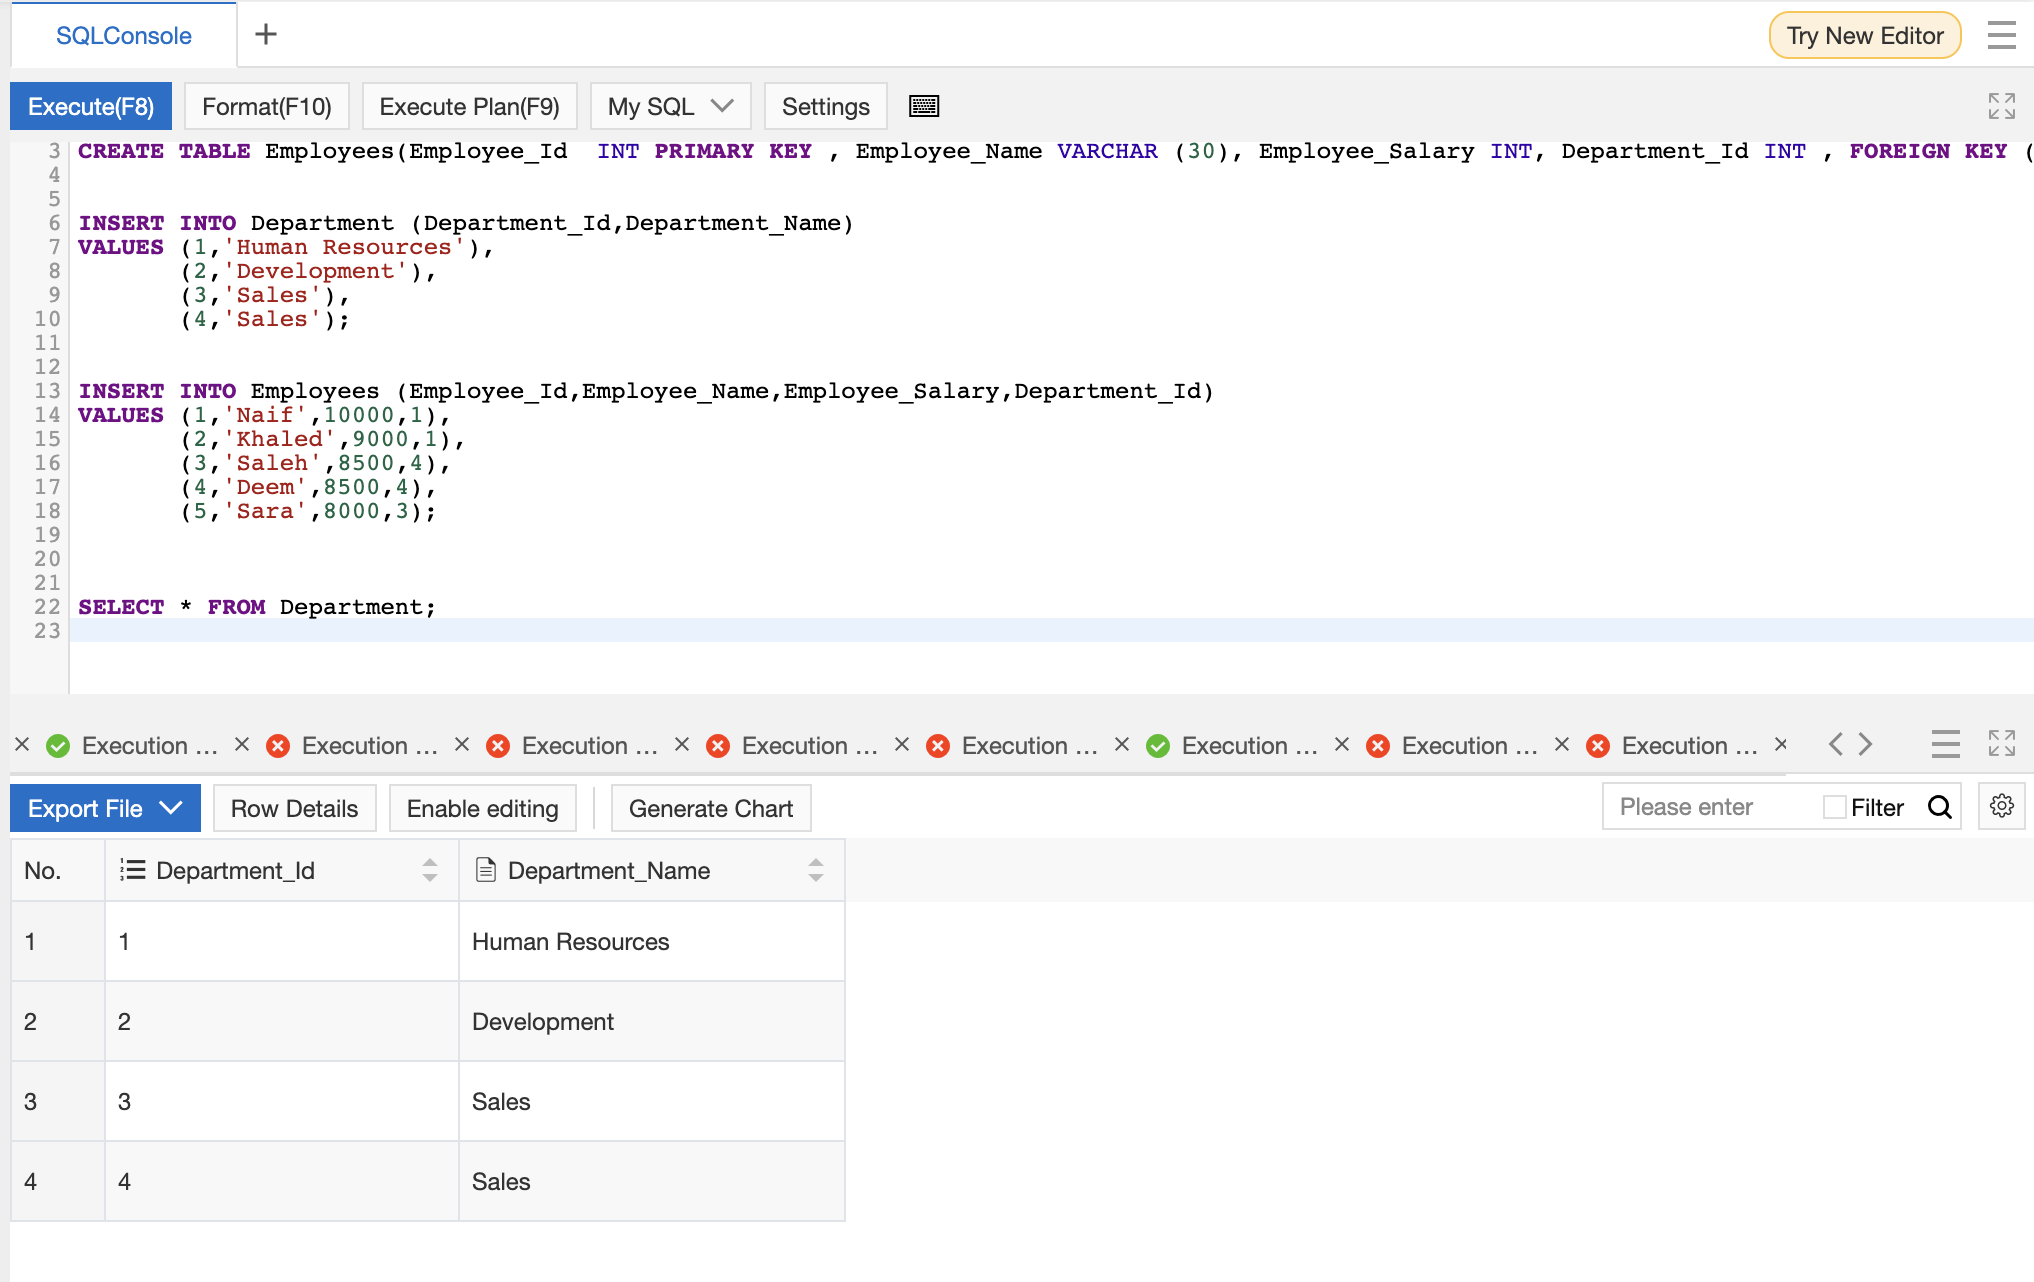 SQLConsole +
Try New Editor
Execute(F8) Format(F10) Execute Plan(F9) My SQL Settings
3 CREATE TABLE Employees(Employee_Id  INT PRIMARY KEY , Employee_Name VARCHAR (30), Employee_Salary INT, Department_Id INT , FOREIGN KEY (
4
5
6 INSERT INTO Department (Department_Id,Department_Name)
7 VALUES (1,'Human Resources'),
8 (2,'Development'),
9 (3,'Sales'),
10 (4,'Sales');
11
12
13 INSERT INTO Employees (Employee_Id,Employee_Name,Employee_Salary,Department_Id)
14 VALUES (1,'Naif',10000,1),
15 (2,'Khaled',9000,1),
16 (3,'Saleh',8500,4),
17 (4,'Deem',8500,4),
18 (5,'Sara',8000,3);
19
20
21
22 SELECT * FROM Department;
23
Execution ... Execution ... Execution ... Execution ... Execution ... Execution ... Execution ... Execution ...
Export File Row Details Enable editing Generate Chart Please enter Filter
No. Department_Id Department_Name
1 1 Human Resources
2 2 Development
3 3 Sales
4 4 Sales